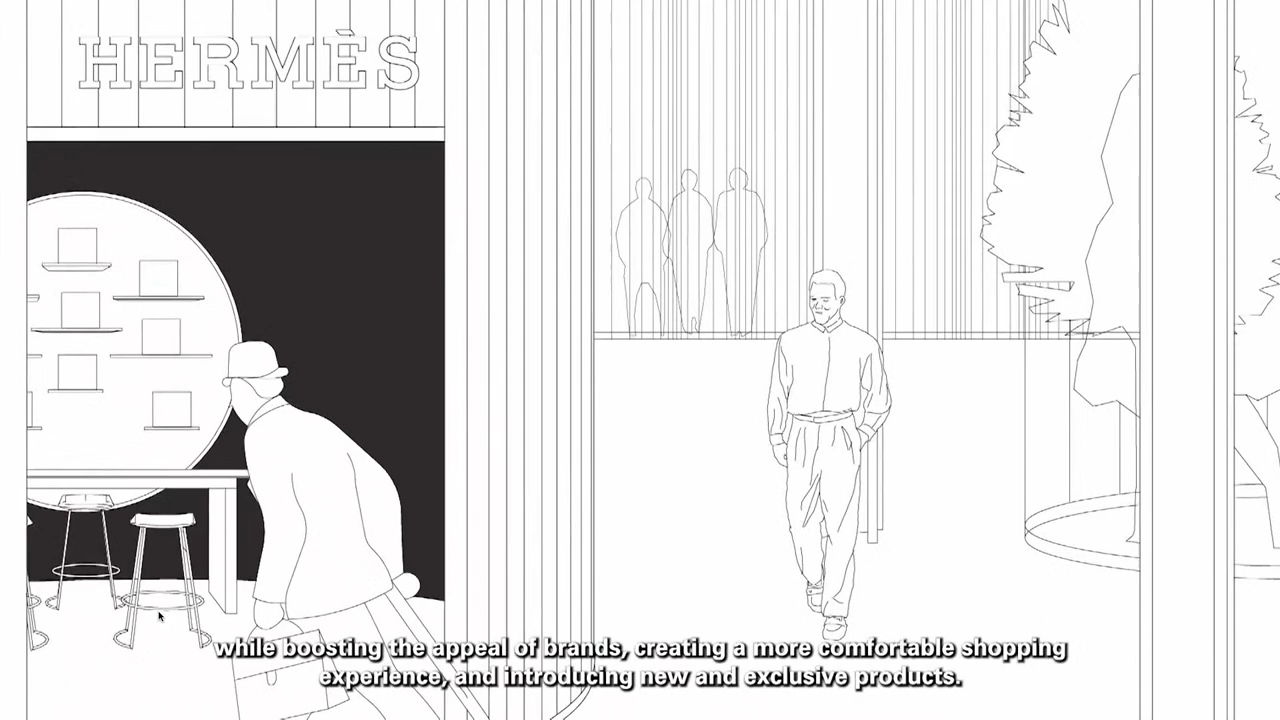 HERMÈS
while boosting the appeal of brands, creating a more comfortable shopping
experience, and introducing new and exclusive products.